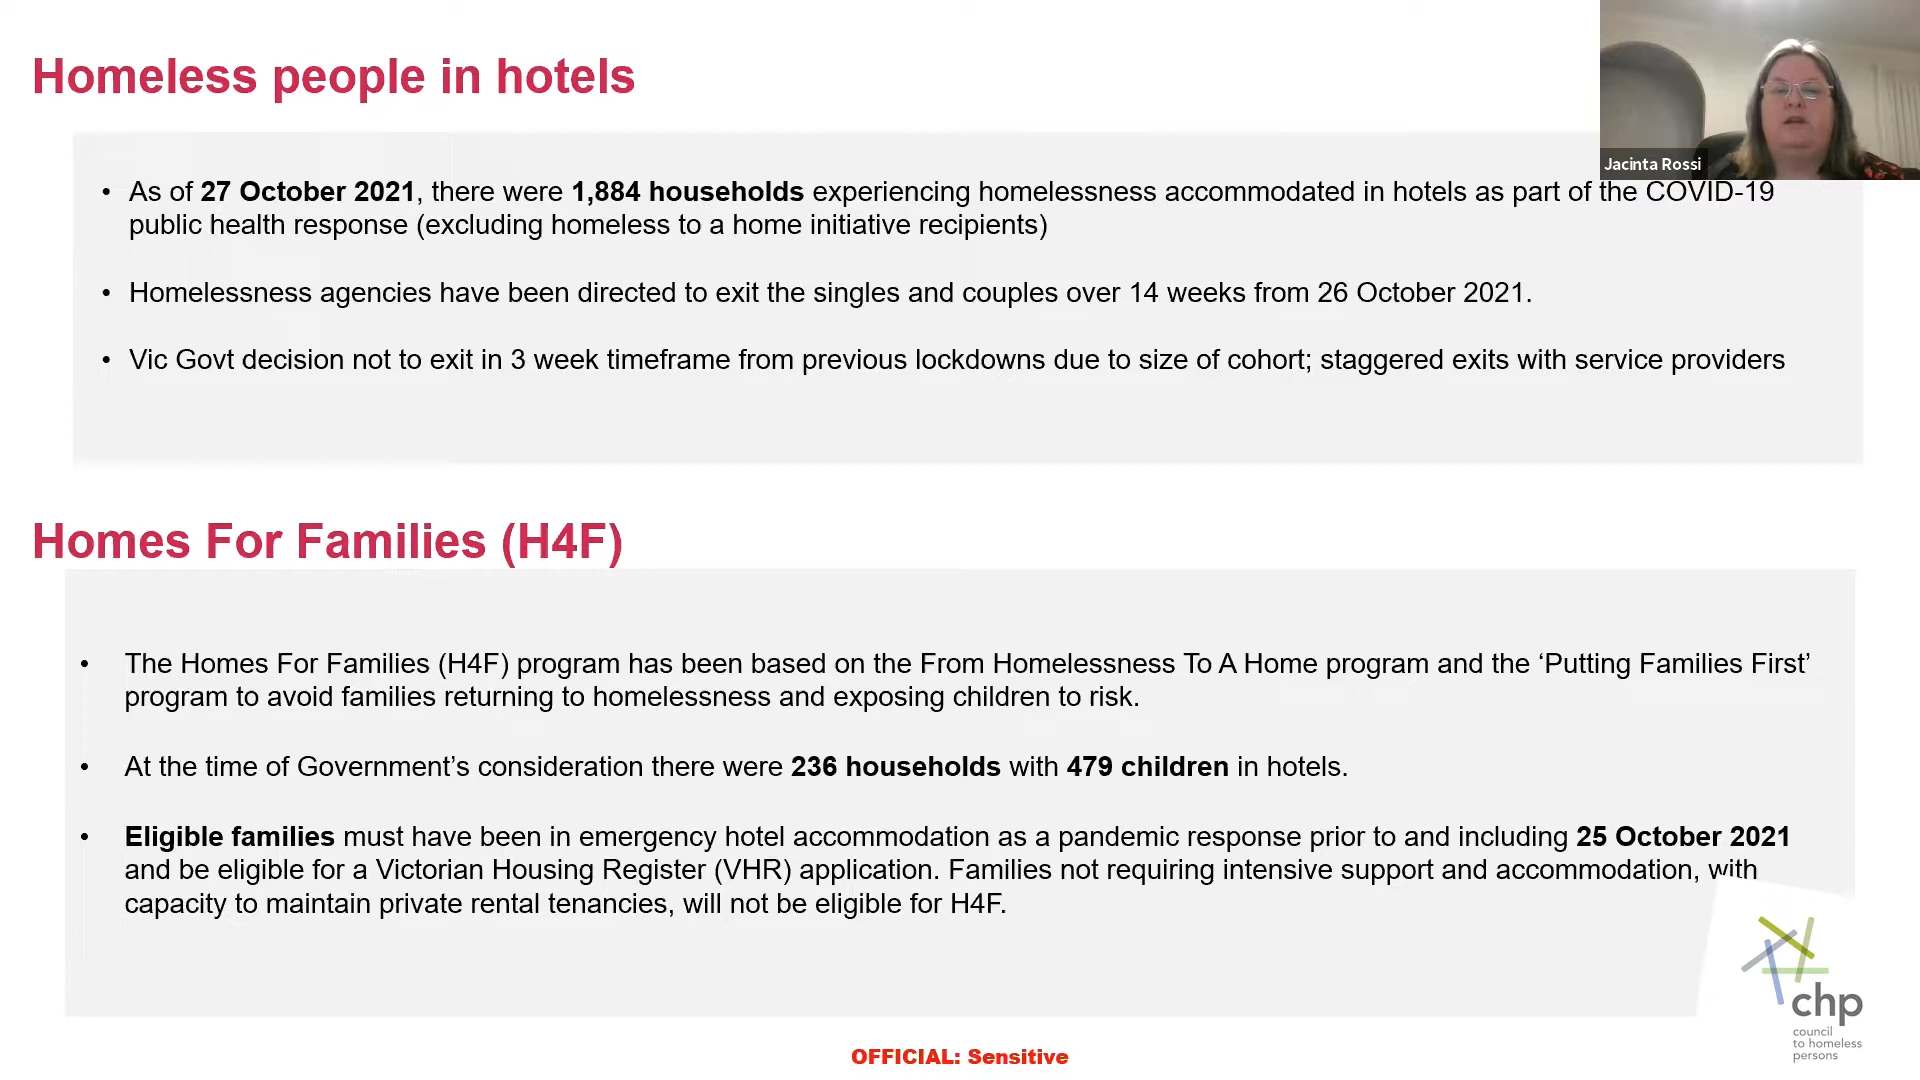 Homeless people in hotels
Jacinta Rossi
• As of 27 October 2021, there were 1,884 households experiencing homelessness accommodated in hotels as part of the COVID-19
public health response (excluding homeless to a home initiative recipients)
• Homelessness agencies have been directed to exit the singles and couples over 14 weeks from 26 October 2021.
• Vic Govt decision not to exit in 3 week timeframe from previous lockdowns due to size of cohort; staggered exits with service providers
Homes For Families (H4F)
• The Homes For Families (H4F) program has been based on the From Homelessness To A Home program and the ‘Putting Families First’
program to avoid families returning to homelessness and exposing children to risk.
• At the time of Government’s consideration there were 236 households with 479 children in hotels.
• Eligible families must have been in emergency hotel accommodation as a pandemic response prior to and including 25 October 2021
and be eligible for a Victorian Housing Register (VHR) application. Families not requiring intensive support and accommodation, with
capacity to maintain private rental tenancies, will not be eligible for H4F.
chp
council
to homeless
persons
OFFICIAL: Sensitive